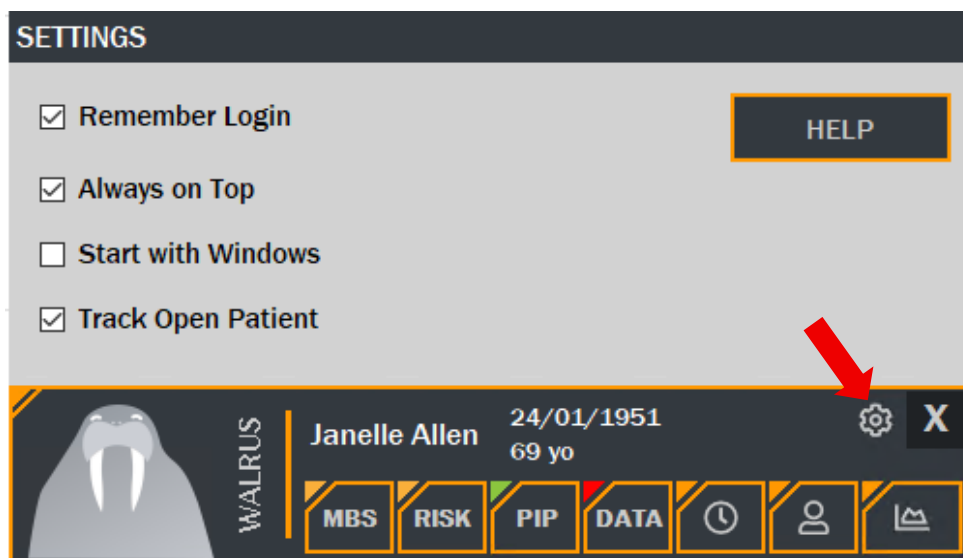 SETTINGS
Remember Login
HELP
Always on Top
Start with Windows
Track Open Patient
WALRUS
Janelle Allen
24/01/1951
69 yo
X
MBS RISK PIP DATA